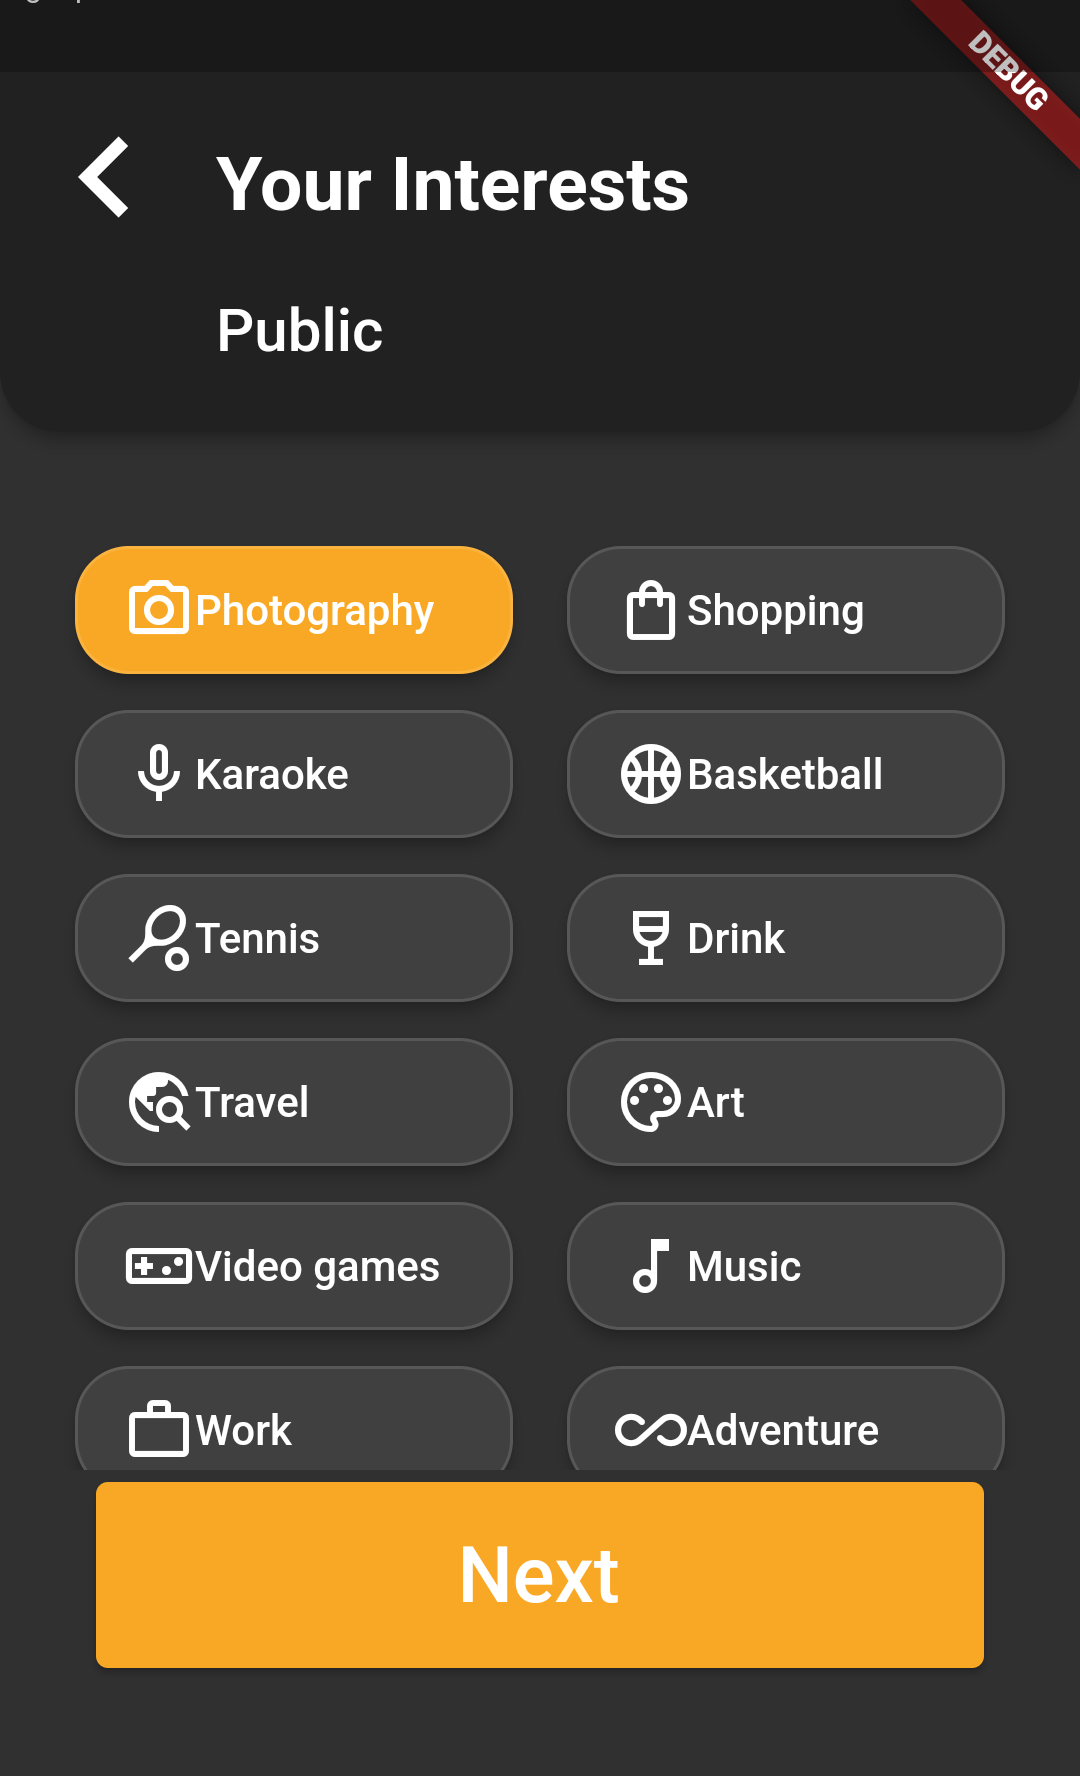 DEBUG
Your Interests
Public
Photography
Shopping
Karaoke
Basketball
Tennis
Drink
Travel
Art
Video games
Music
Work
Adventure
Next